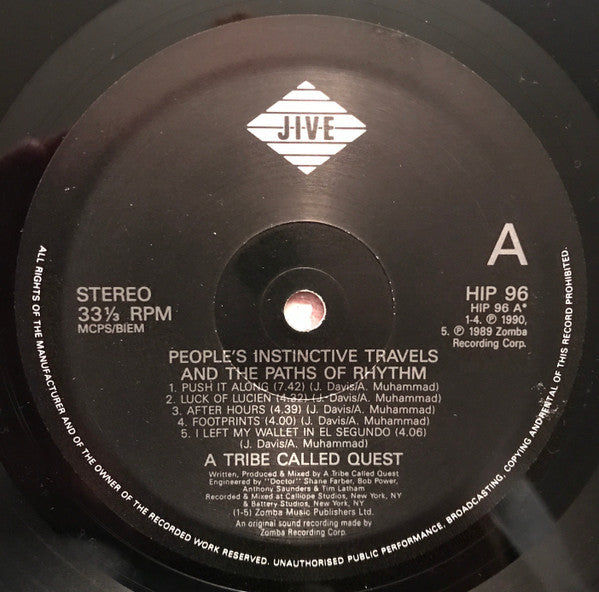 J·I·V·E
A
STEREO
33⅓ RPM
MCPS/BIEM
HIP 96
HIP 96 A*
1-4. ℗ 1990,
5. ℗ 1989 Zomba
Recording Corp.
PEOPLE'S INSTINCTIVE TRAVELS
AND THE PATHS OF RHYTHM
1. PUSH IT ALONG (7.42) (J. Davis/A. Muhammad)
2. LUCK OF LUCIEN (4.32) (J. Davis/A. Muhammad)
3. AFTER HOURS (4.39) (J. Davis/A. Muhammad)
4. FOOTPRINTS (4.00) (J. Davis/A. Muhammad)
5. I LEFT MY WALLET IN EL SEGUNDO (4.06)
(J. Davis/A. Muhammad)
A TRIBE CALLED QUEST
Written, Produced & Mixed by A Tribe Called Quest
Engineered by "Doctor" Shane Farber, Bob Power,
Anthony Saunders & Tim Latham
Recorded & Mixed at Calliope Studios, New York, NY
& Battery Studios, New York, NY
(1-5) Zomba Music Publishers Ltd.
An original sound recording made by
Zomba Recording Corp.
ALL RIGHTS OF THE MANUFACTURER AND OF THE OWNER OF THE RECORDED WORK RESERVED. UNAUTHORISED PUBLIC PERFORMANCE, BROADCASTING, COPYING AND RENTAL OF THIS RECORD PROHIBITED.